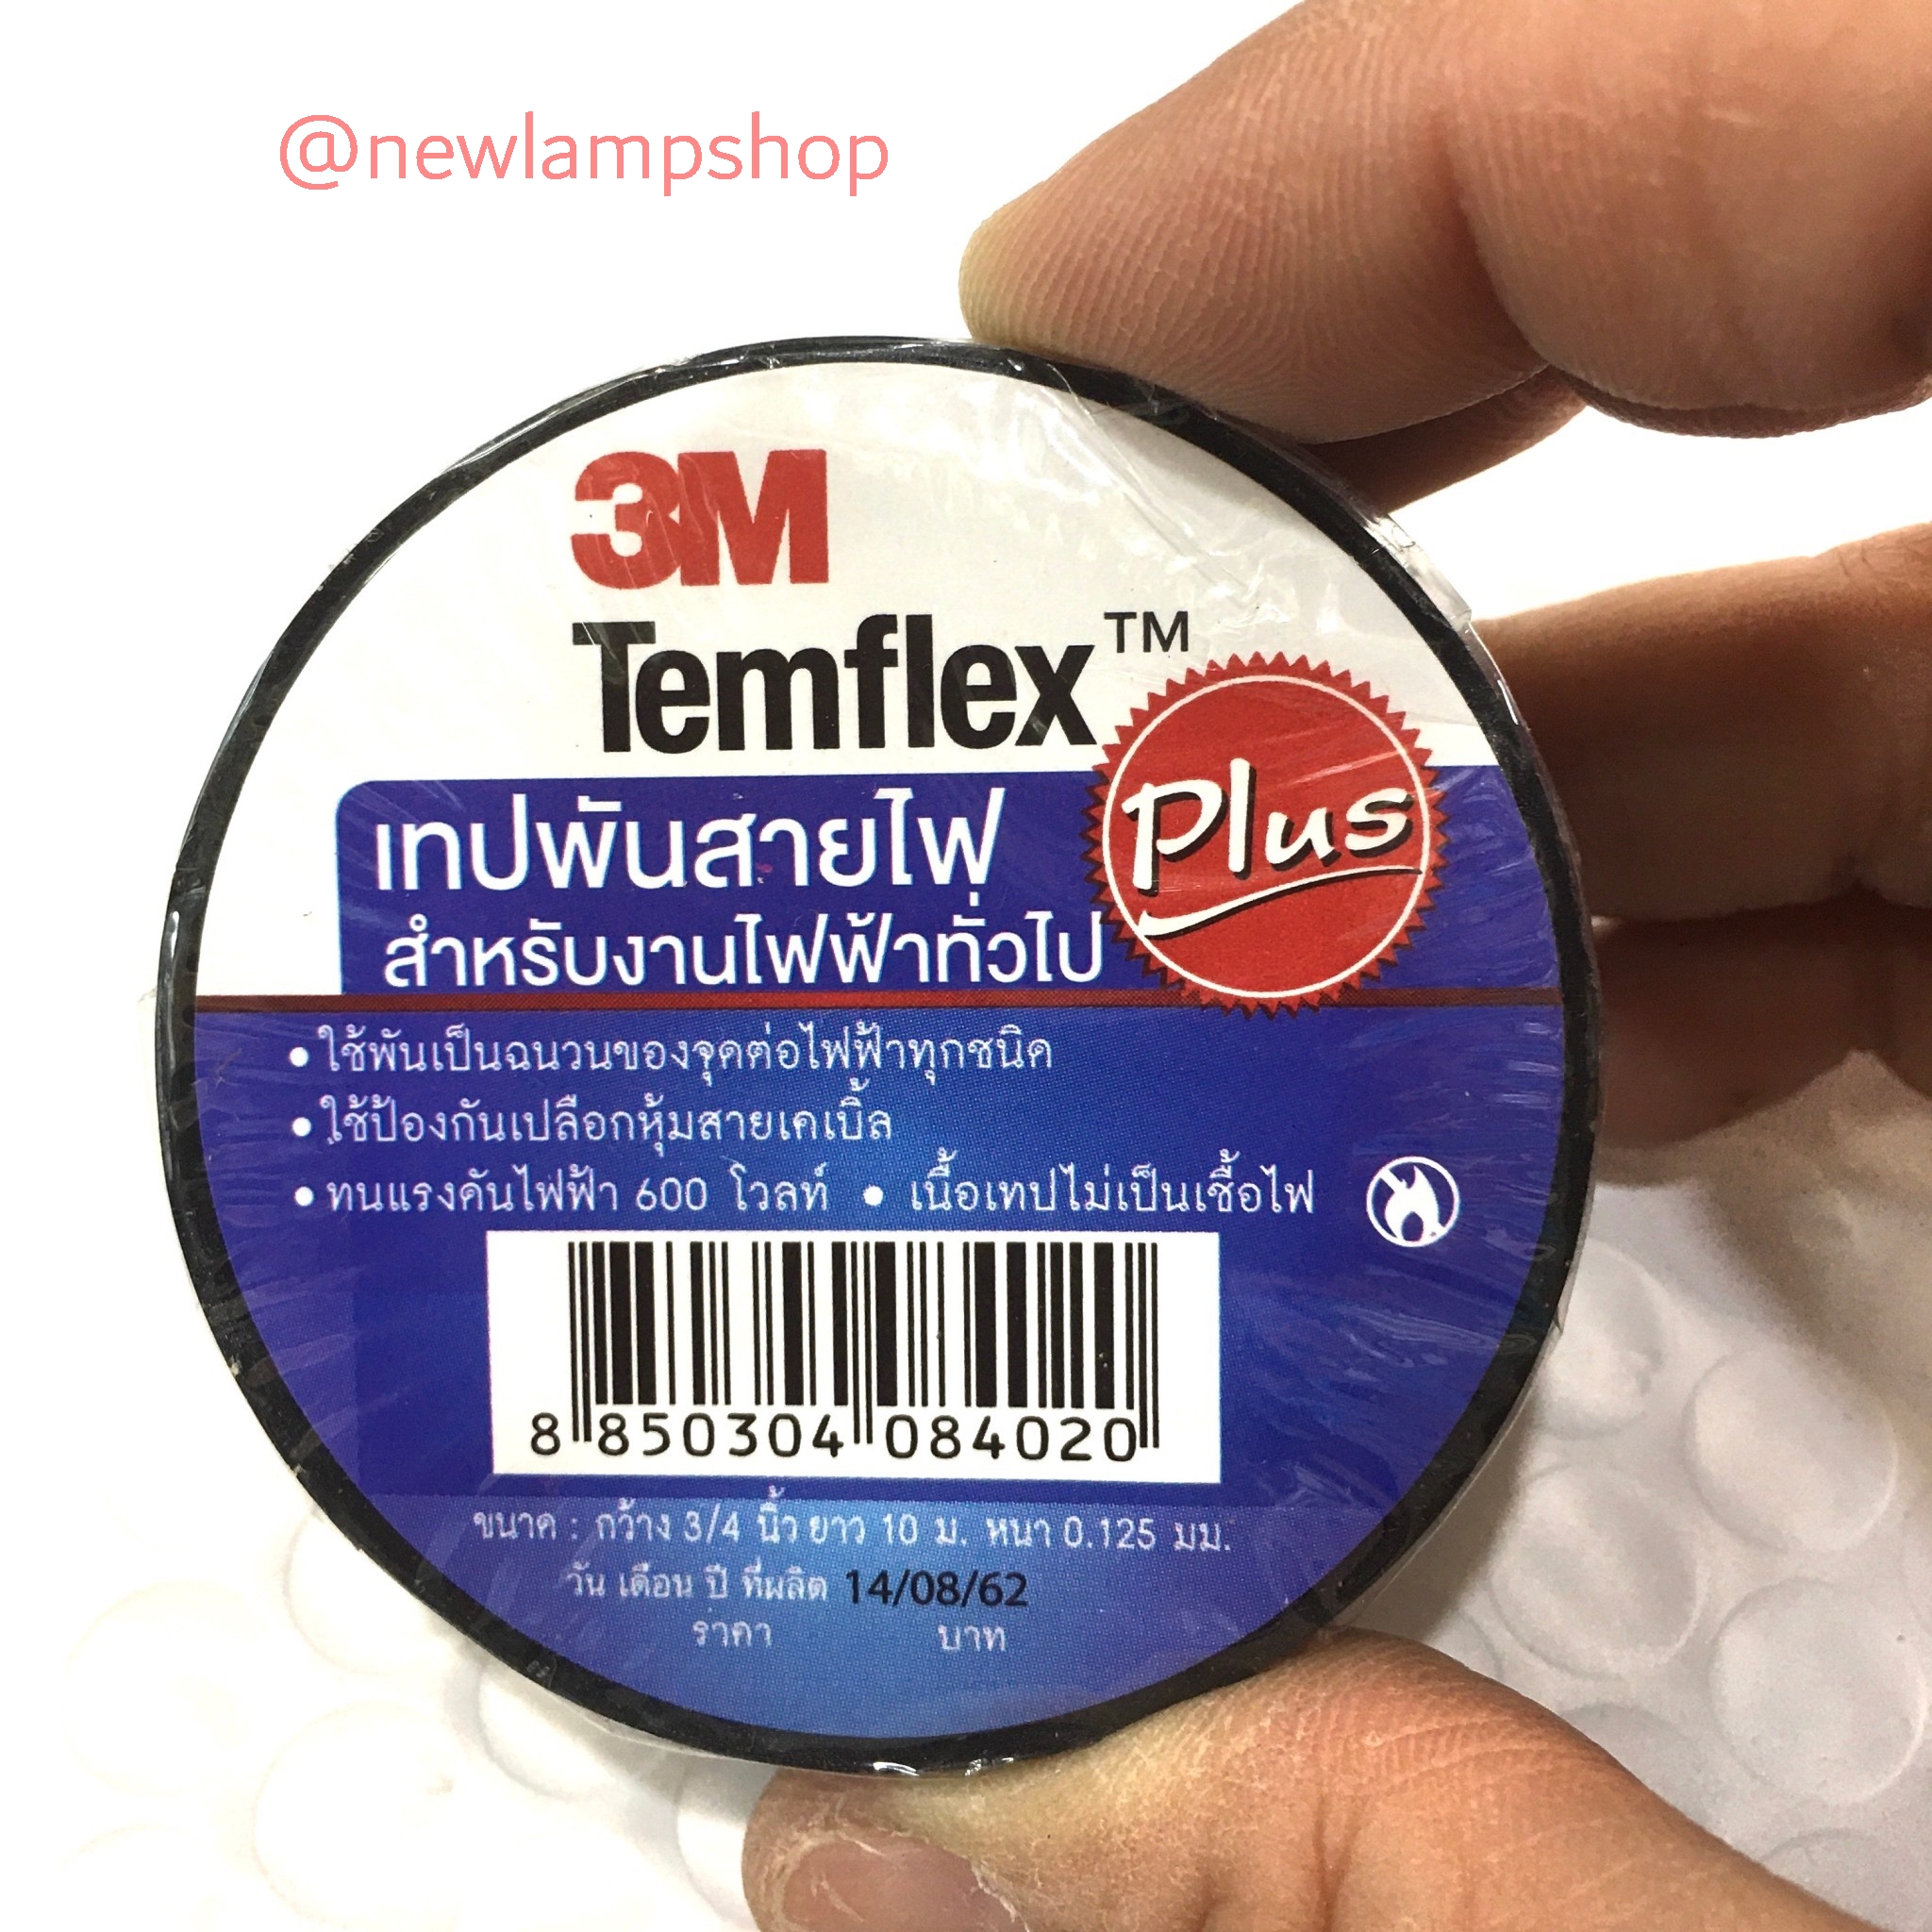 @newlampshop
3M
Temflex™
Plus
เทปพันสายไฟ
สำหรับงานไฟฟ้าทั่วไป
•ใช้พันเป็นฉนวนของจุดต่อไฟฟ้าทุกชนิด
•ใช้ป้องกันเปลือกหุ้มสายเคเบิ้ล
•ทนแรงดันไฟฟ้า 600 โวลท์ • เนื้อเทปไม่เป็นเชื้อไฟ
8 850304 084020
ขนาด : กว้าง 3/4 นิ้ว ยาว 10 ม. หนา 0.125 มม.
วัน เดือน ปี ที่ผลิต 14/08/62
ราคา บาท